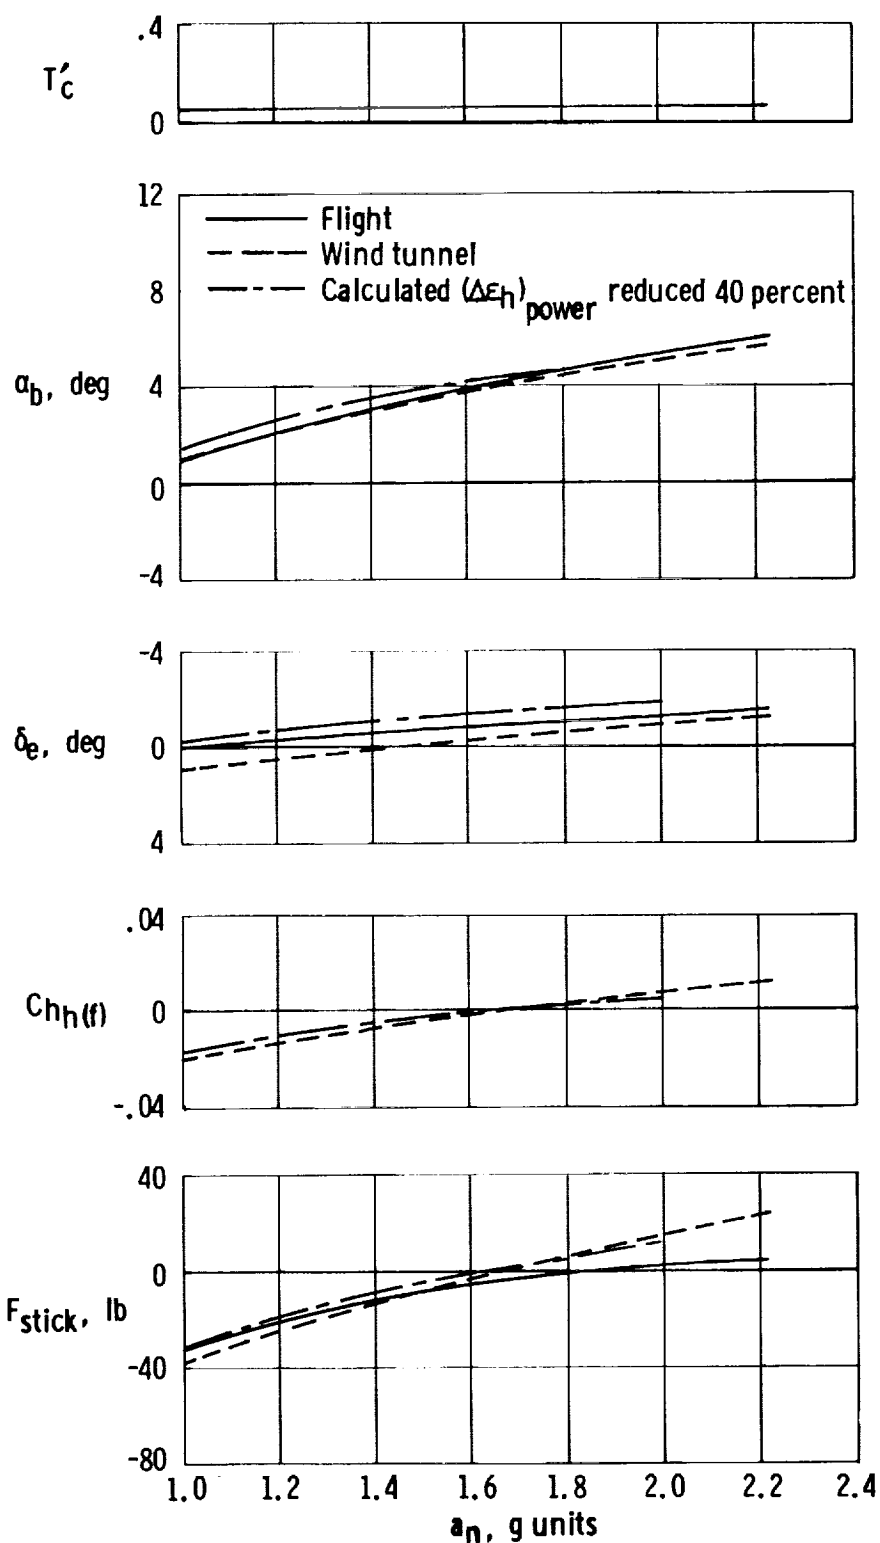 .4
T′c
0
12
Flight
Wind tunnel
Calculated (Δεh)power reduced 40 percent
8
αb, deg
4
0
-4
-4
δe, deg
0
4
.04
Chh(f)
0
-.04
40
0
Fstick, lb
-40
-80
1.0 1.2 1.4 1.6 1.8 2.0 2.2 2.4
an, g units